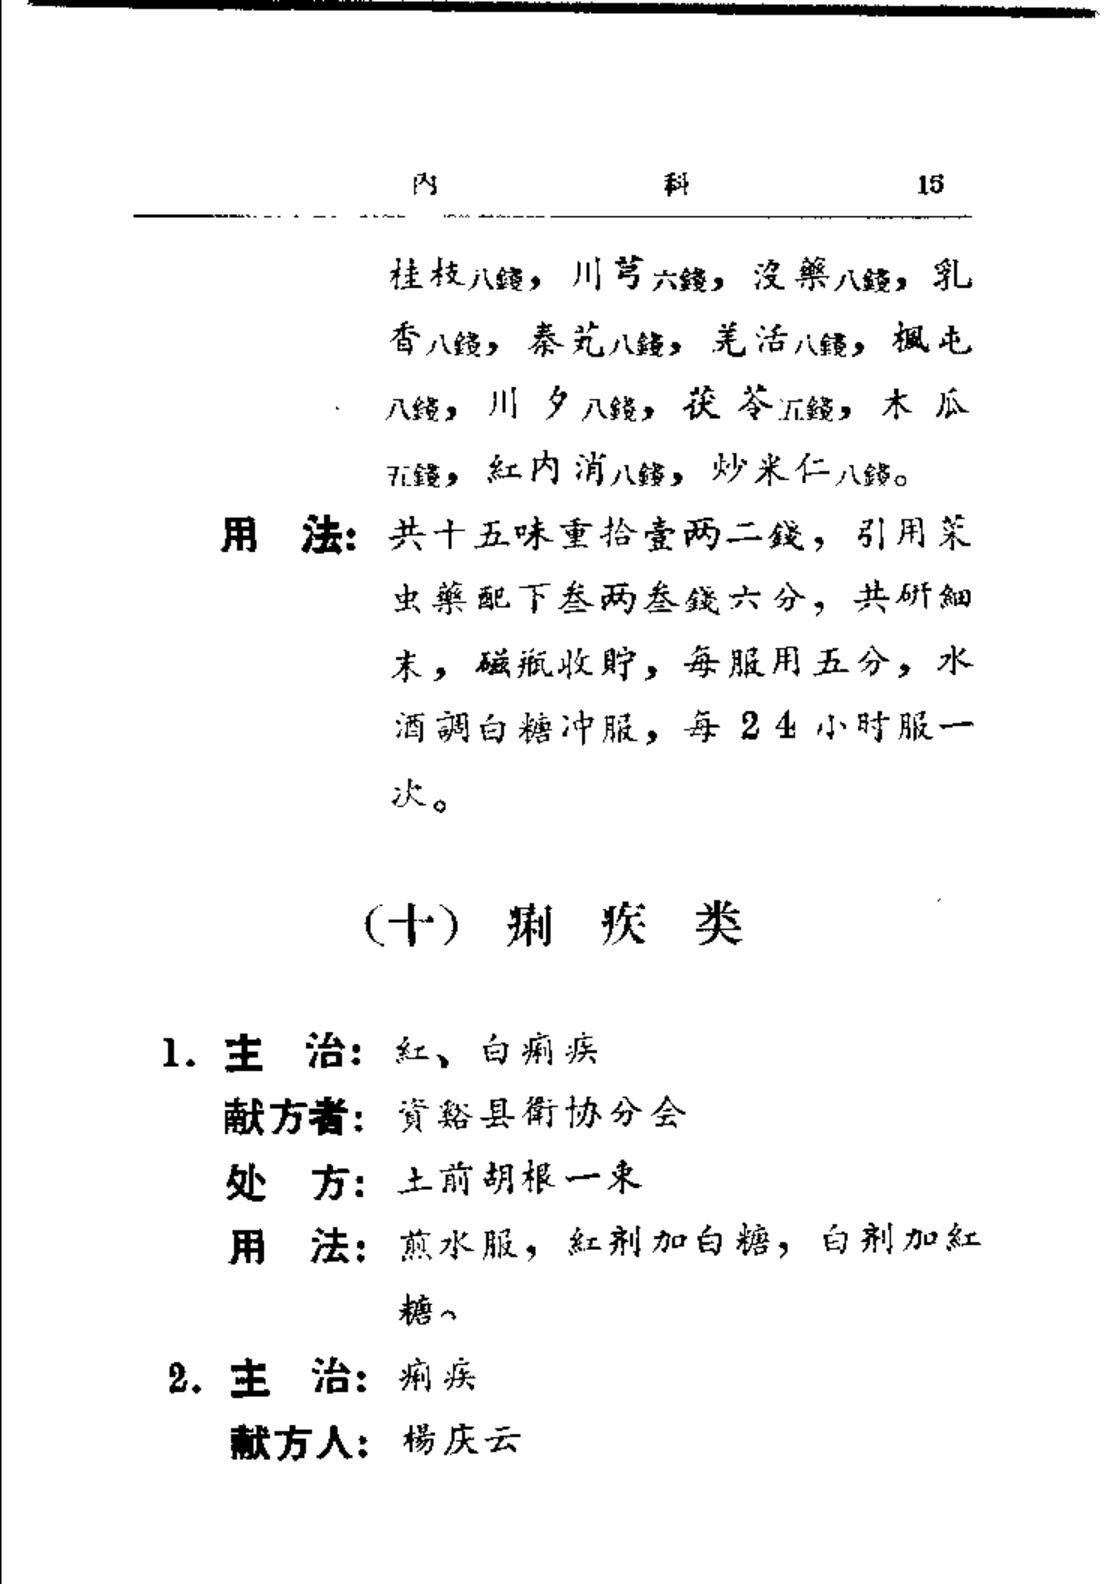 內 科 15
桂枝八錢，川芎六錢，沒藥八錢，乳
香八錢，秦艽八錢，羌活八錢，楓屯
八錢，川夕八錢，茯苓五錢，木瓜
五錢，紅内消八錢，炒米仁八錢。
用 法：共十五味重拾壹两二錢，引用菜
虫藥配下叁两叁錢六分，共研細
末，磁瓶收貯，每服用五分，水
酒調白糖冲服，每24小时服一
次。
（十）痢 疾 类
1. 主 治：紅、白痢疾
献方者：資谿县衛协分会
处 方：土前胡根一束
用 法：煎水服，紅剂加白糖，白剂加紅
糖。
2. 主 治：痢疾
献方人：楊庆云